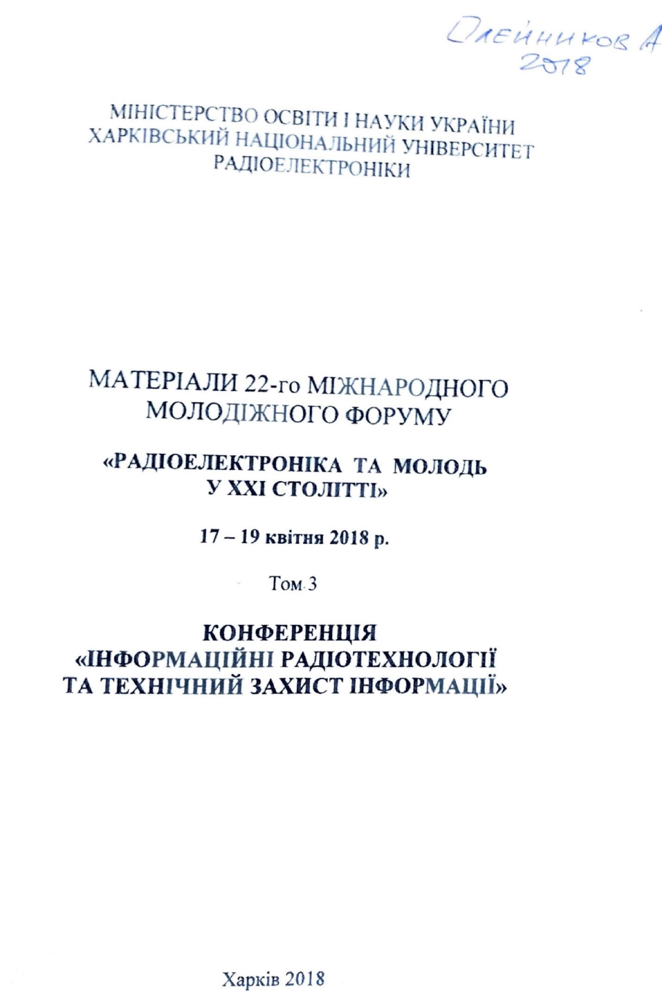 Олейников А
2018
МІНІСТЕРСТВО ОСВІТИ І НАУКИ УКРАЇНИ
ХАРКІВСЬКИЙ НАЦІОНАЛЬНИЙ УНІВЕРСИТЕТ
РАДІОЕЛЕКТРОНІКИ
МАТЕРІАЛИ 22-го МІЖНАРОДНОГО
МОЛОДІЖНОГО ФОРУМУ
«РАДІОЕЛЕКТРОНІКА ТА МОЛОДЬ
У ХХІ СТОЛІТТІ»
17 – 19 квітня 2018 р.
Том 3
КОНФЕРЕНЦІЯ
«ІНФОРМАЦІЙНІ РАДІОТЕХНОЛОГІЇ
ТА ТЕХНІЧНИЙ ЗАХИСТ ІНФОРМАЦІЇ»
Харків 2018